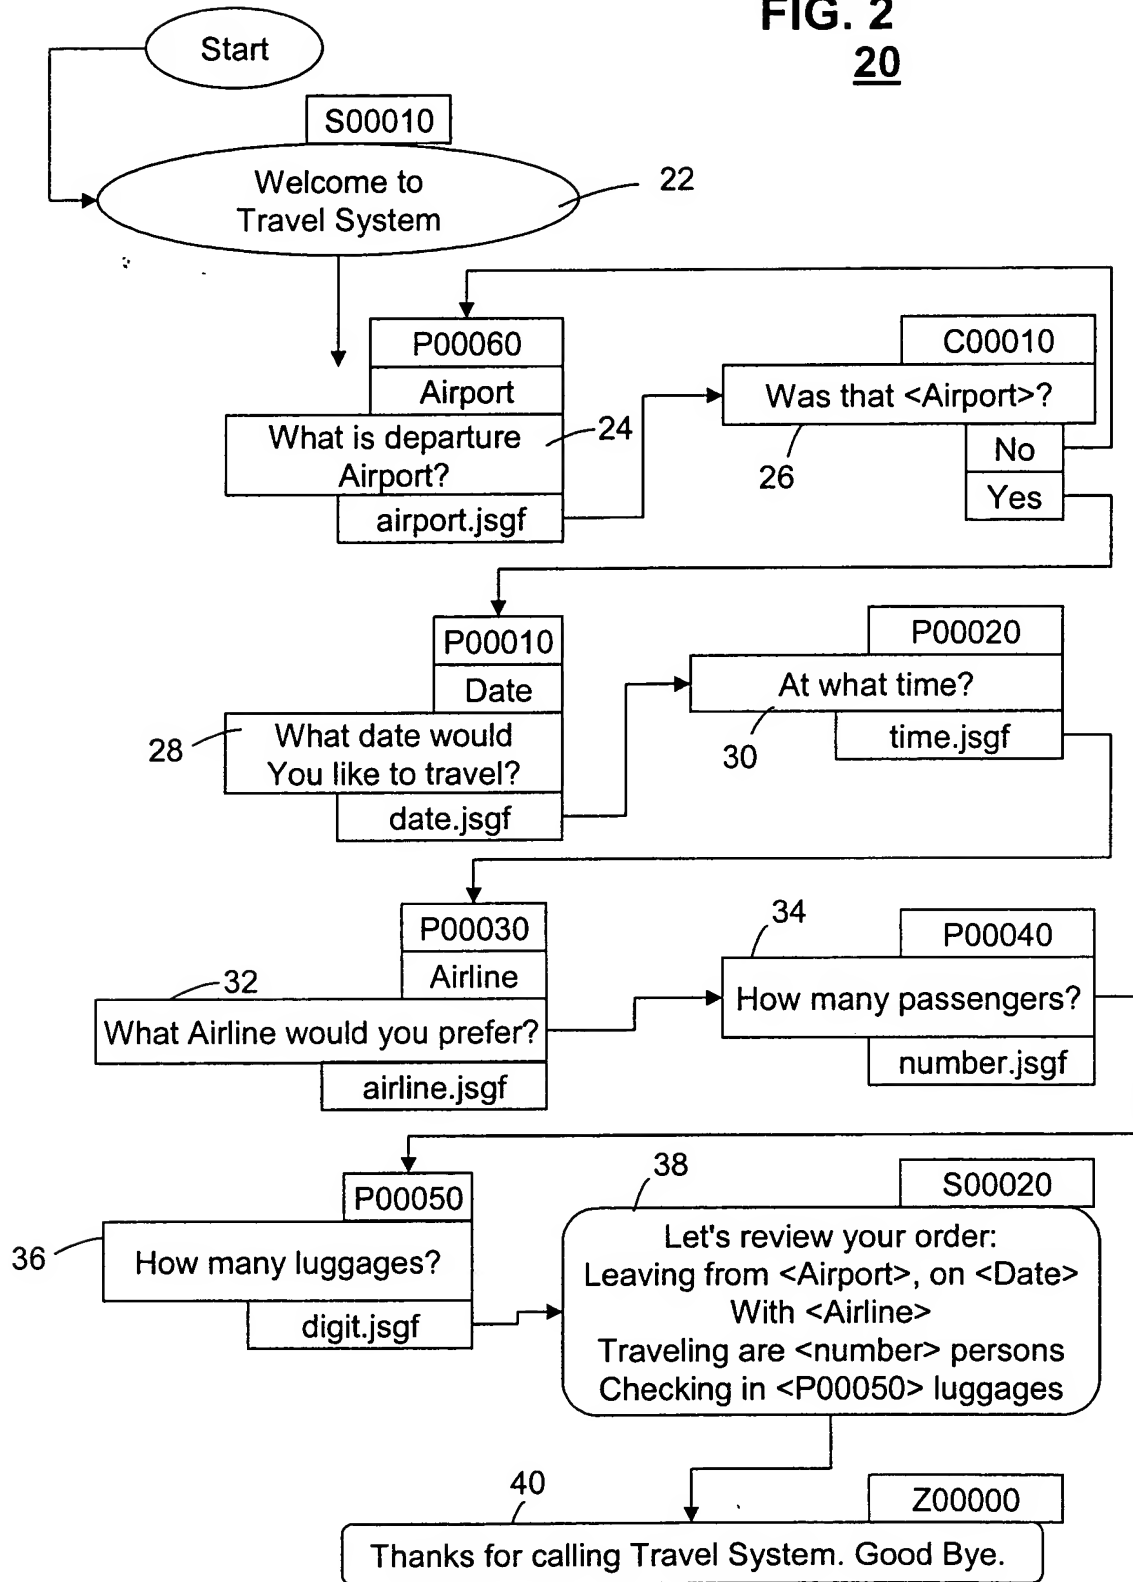 FIG. 2
20
Start
S00010
Welcome to
Travel System
22
P00060
Airport
What is departure
Airport?
24
airport.jsgf
C00010
Was that <Airport>?
26
No
Yes
P00010
Date
28
What date would
You like to travel?
date.jsgf
P00020
At what time?
30
time.jsgf
P00030
Airline
32
What Airline would you prefer?
airline.jsgf
34
P00040
How many passengers?
number.jsgf
P00050
36
How many luggages?
digit.jsgf
38
S00020
Let's review your order:
Leaving from <Airport>, on <Date>
With <Airline>
Traveling are <number> persons
Checking in <P00050> luggages
40
Z00000
Thanks for calling Travel System. Good Bye.